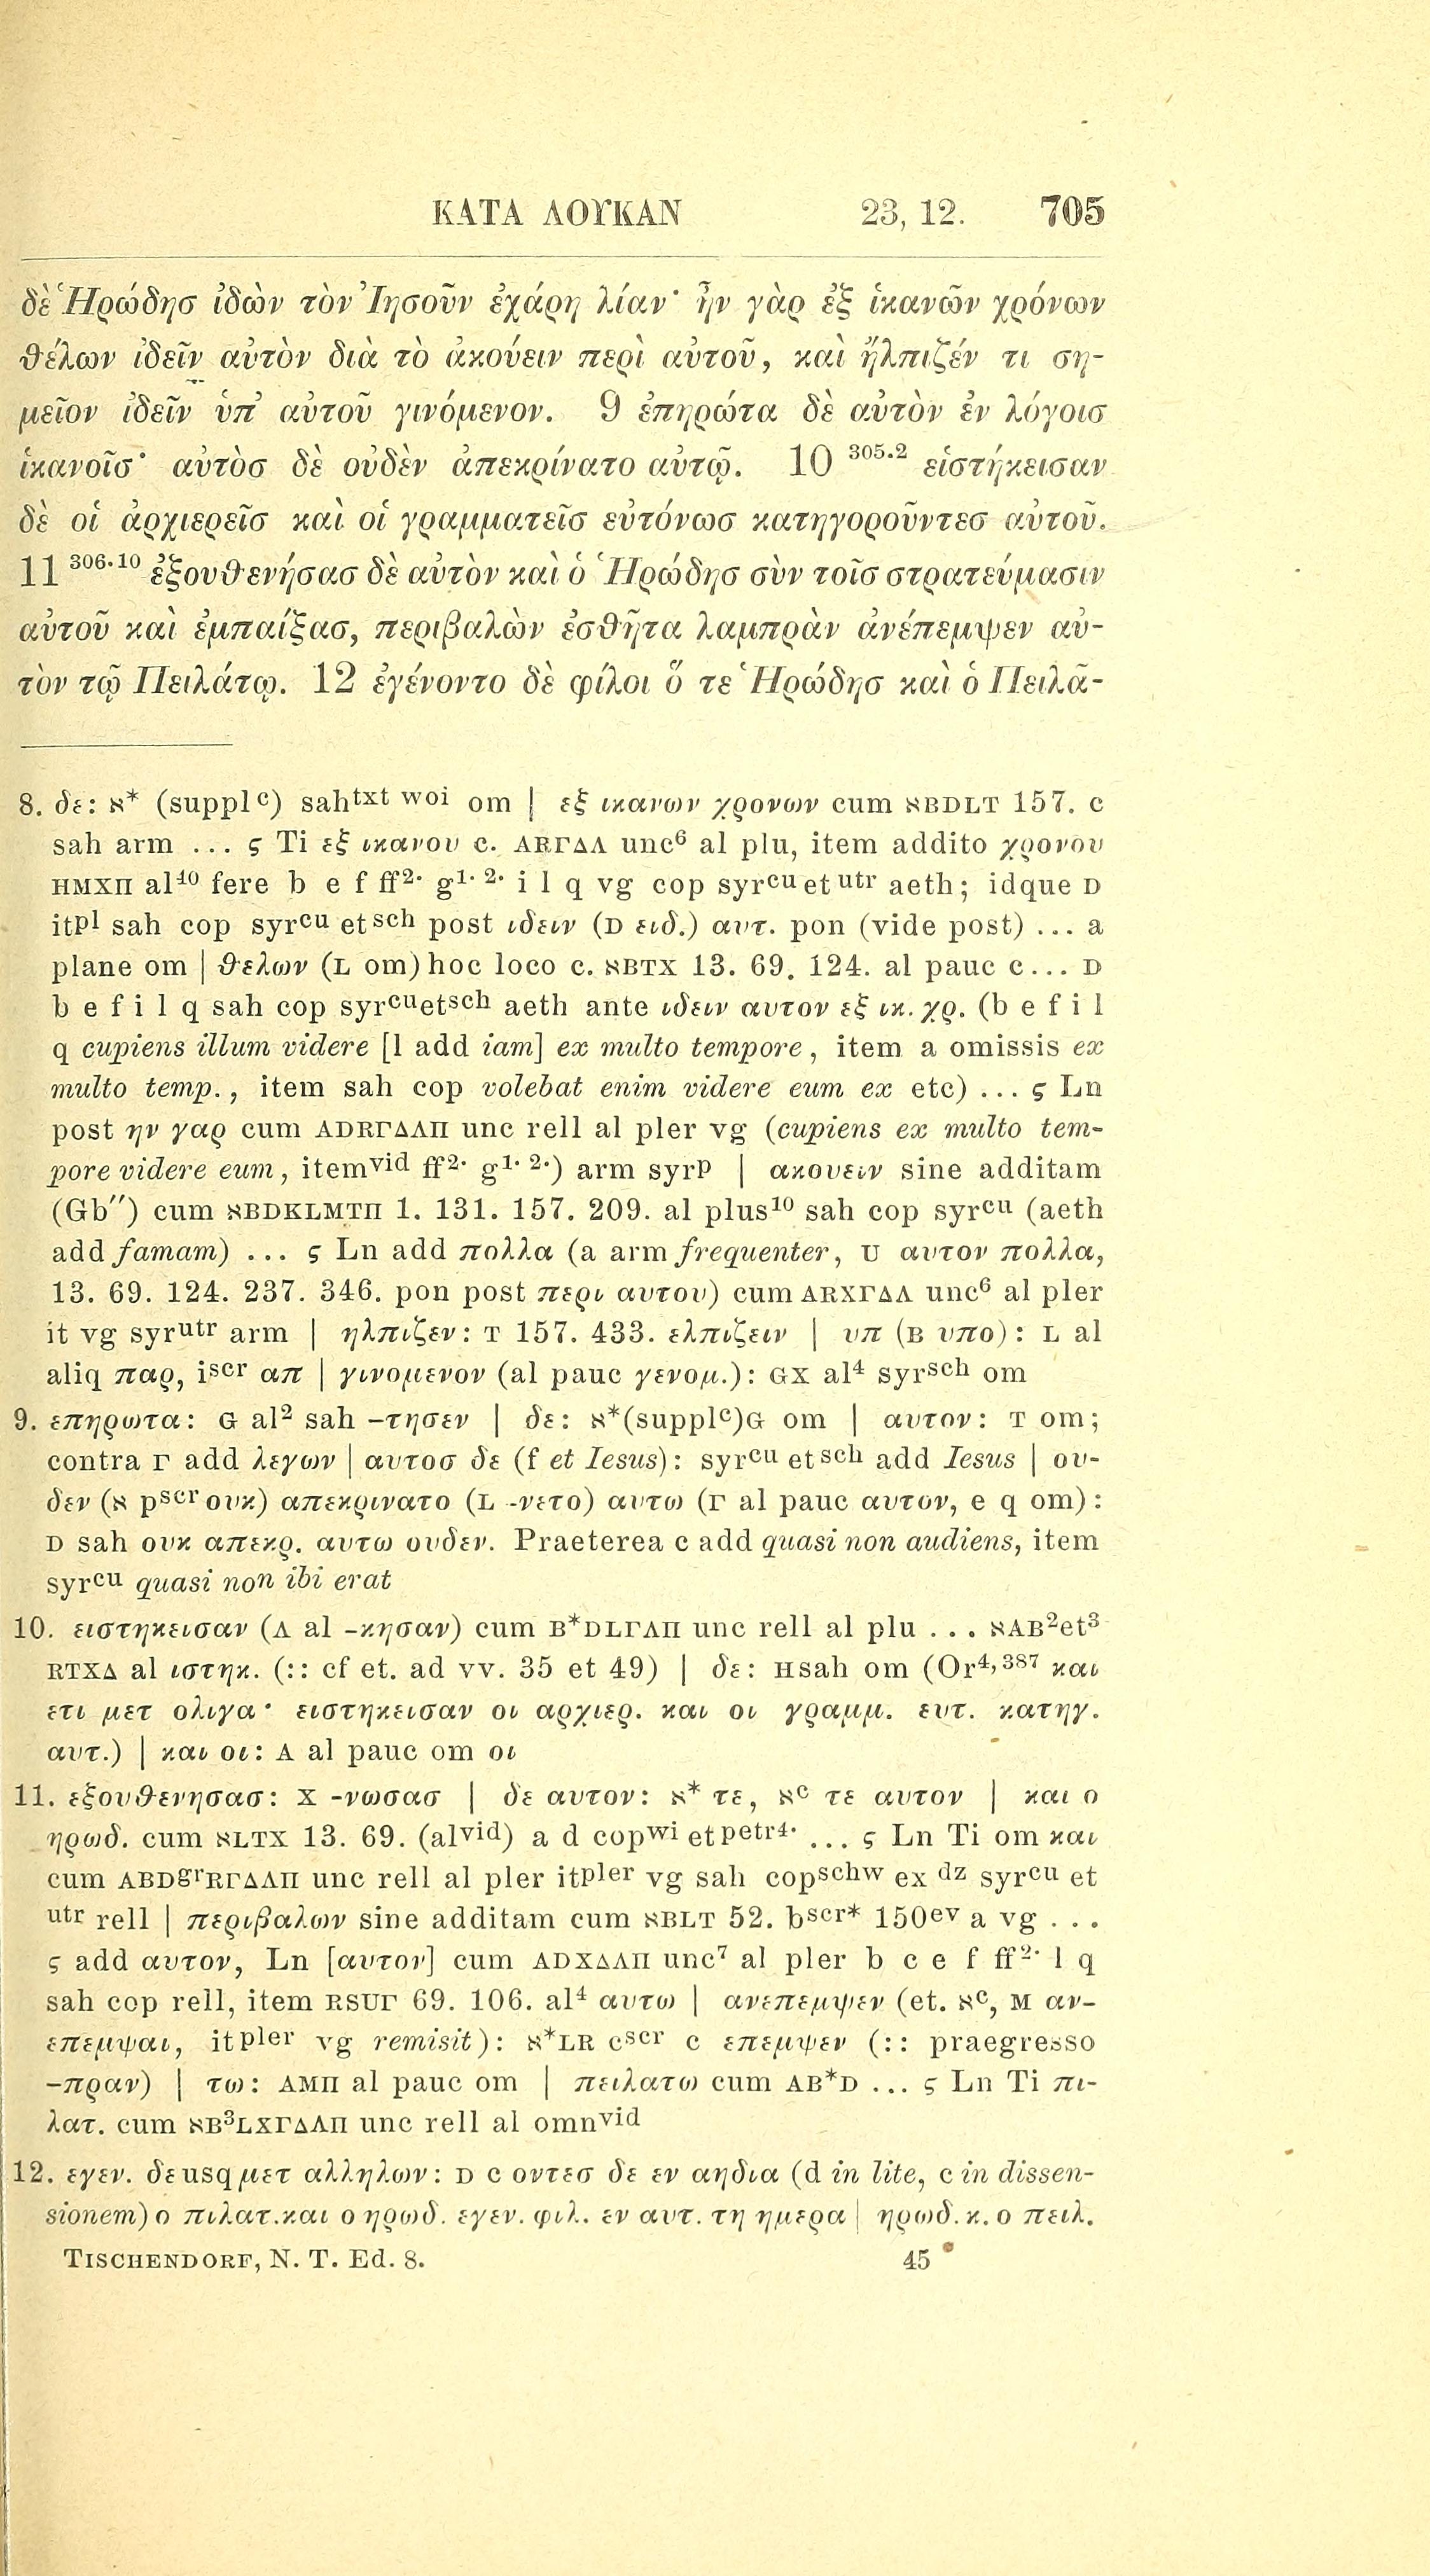 ΚΑΤΑ ΛΟΥΚΑΝ 23, 12. 705
δὲ Ἡρώδησ ἰδὼν τὸν Ἰησοῦν ἐχάρη λίαν· ἦν γὰρ ἐξ ἱκανῶν χρόνων
θέλων ἰδεῖν αὐτὸν διὰ τὸ ἀκούειν περὶ αὐτοῦ, καὶ ἤλπιζέν τι ση-
μεῖον ἰδεῖν ὑπ’ αὐτοῦ γινόμενον. 9 ἐπηρώτα δὲ αὐτὸν ἐν λόγοισ
ἱκανοῖσ· αὐτὸσ δὲ οὐδὲν ἀπεκρίνατο αὐτῷ. 10 305.2 εἱστήκεισαν
δὲ οἱ ἀρχιερεῖσ καὶ οἱ γραμματεῖσ εὐτόνωσ κατηγοροῦντεσ αὐτοῦ.
11 306.10 ἐξουθενήσασ δὲ αὐτὸν καὶ ὁ Ἡρώδησ σὺν τοῖσ στρατεύμασιν
αὐτοῦ καὶ ἐμπαίξασ, περιβαλὼν ἐσθῆτα λαμπρὰν ἀνέπεμψεν αὐ-
τὸν τῷ Πειλάτῳ. 12 ἐγένοντο δὲ φίλοι ὅ τε Ἡρώδησ καὶ ὁ Πειλᾶ-
8. δε: ℵ* (supplᶜ) sahtxt woi om | εξ ικανων χρονων cum ℵBDLT 157. c
sah arm ... ϛ Ti εξ ικανου c. ARΓΔΛ unc⁶ al plu, item addito χρονου
HMXΠ al¹⁰ fere b e f ff²· g¹· ²· i l q vg cop syrcu et utr aeth; idque D
itpl sah cop syrcu et sch post ιδειν (D ειδ.) αυτ. pon (vide post) ... a
plane om | θελων (L om) hoc loco c. ℵBTX 13. 69. 124. al pauc c... D
b e f i l q sah cop syrcuetsch aeth ante ιδειν αυτον εξ ικ. χρ. (b e f i l
q cupiens illum videre [l add iam] ex multo tempore, item a omissis ex
multo temp., item sah cop volebat enim videre eum ex etc) ... ϛ Ln
post ην γαρ cum ADRΓΔΛΠ unc rell al pler vg (cupiens ex multo tem-
pore videre eum, itemvid ff²· g¹· ²·) arm syrp | ακουειν sine additam
(Gb″) cum ℵBDKLMTΠ 1. 131. 157. 209. al plus¹⁰ sah cop syrcu (aeth
add famam) ... ϛ Ln add πολλα (a arm frequenter, U αυτον πολλα,
13. 69. 124. 237. 346. pon post περι αυτου) cum ARXΓΔΛ unc⁶ al pler
it vg syrutr arm | ηλπιζεν: T 157. 433. ελπιζειν | υπ (B υπο): L al
aliq παρ, iscr απ | γινομενον (al pauc γενομ.): GX al⁴ syrsch om
9. επηρωτα: G al² sah -τησεν | δε: ℵ*(supplᶜ)G om | αυτον: T om;
contra Γ add λεγων | αυτοσ δε (f et Iesus): syrcu et sch add Iesus | ου-
δεν (ℵ pscr ουκ) απεκρινατο (L -νετο) αυτω (Γ al pauc αυτον, e q om):
D sah ουκ απεκρ. αυτω ουδεν. Praeterea c add quasi non audiens, item
syrcu quasi non ibi erat
10. ειστηκεισαν (Λ al -κησαν) cum B*DLΓΛΠ unc rell al plu ... ℵAB²et³
RTXΔ al ιστηκ. (:: cf et. ad vv. 35 et 49) | δε: Hsah om (Or⁴,³⁸⁷ και
ετι μετ ολιγα· ειστηκεισαν οι αρχιερ. και οι γραμμ. ευτ. κατηγ.
αυτ.) | και οι: A al pauc om οι
11. εξουθενησασ: X -νωσασ | δε αυτον: ℵ* τε, ℵᶜ τε αυτον | και ο
ηρωδ. cum ℵLTX 13. 69. (alvid) a d copwi et petr4· ... ϛ Ln Ti om και
cum ABDgrRΓΔΛΠ unc rell al pler itpler vg sah copschw ex dz syrcu et
utr rell | περιβαλων sine additam cum ℵBLT 52. bscr* 150ev a vg ...
ϛ add αυτον, Ln [αυτον] cum ADXΔΛΠ unc⁷ al pler b c e f ff²· l q
sah cop rell, item RSUΓ 69. 106. al⁴ αυτω | ανεπεμψεν (et. ℵᶜ, M αν-
επεμψαι, itpler vg remisit): ℵ*LR cscr c επεμψεν (:: praegresso
-πραν) | τω: AMΠ al pauc om | πειλατω cum AB*D ... ϛ Ln Ti πι-
λατ. cum ℵB³LXΓΔΛΠ unc rell al omnvid
12. εγεν. δε usq μετ αλληλων: D c οντεσ δε εν αηδια (d in lite, c in dissen-
sionem) ο πιλατ. και ο ηρωδ. εγεν. φιλ. εν αυτ. τη ημερα | ηρωδ. κ. ο πειλ.
TISCHENDORF, N. T. Ed. 8. 45